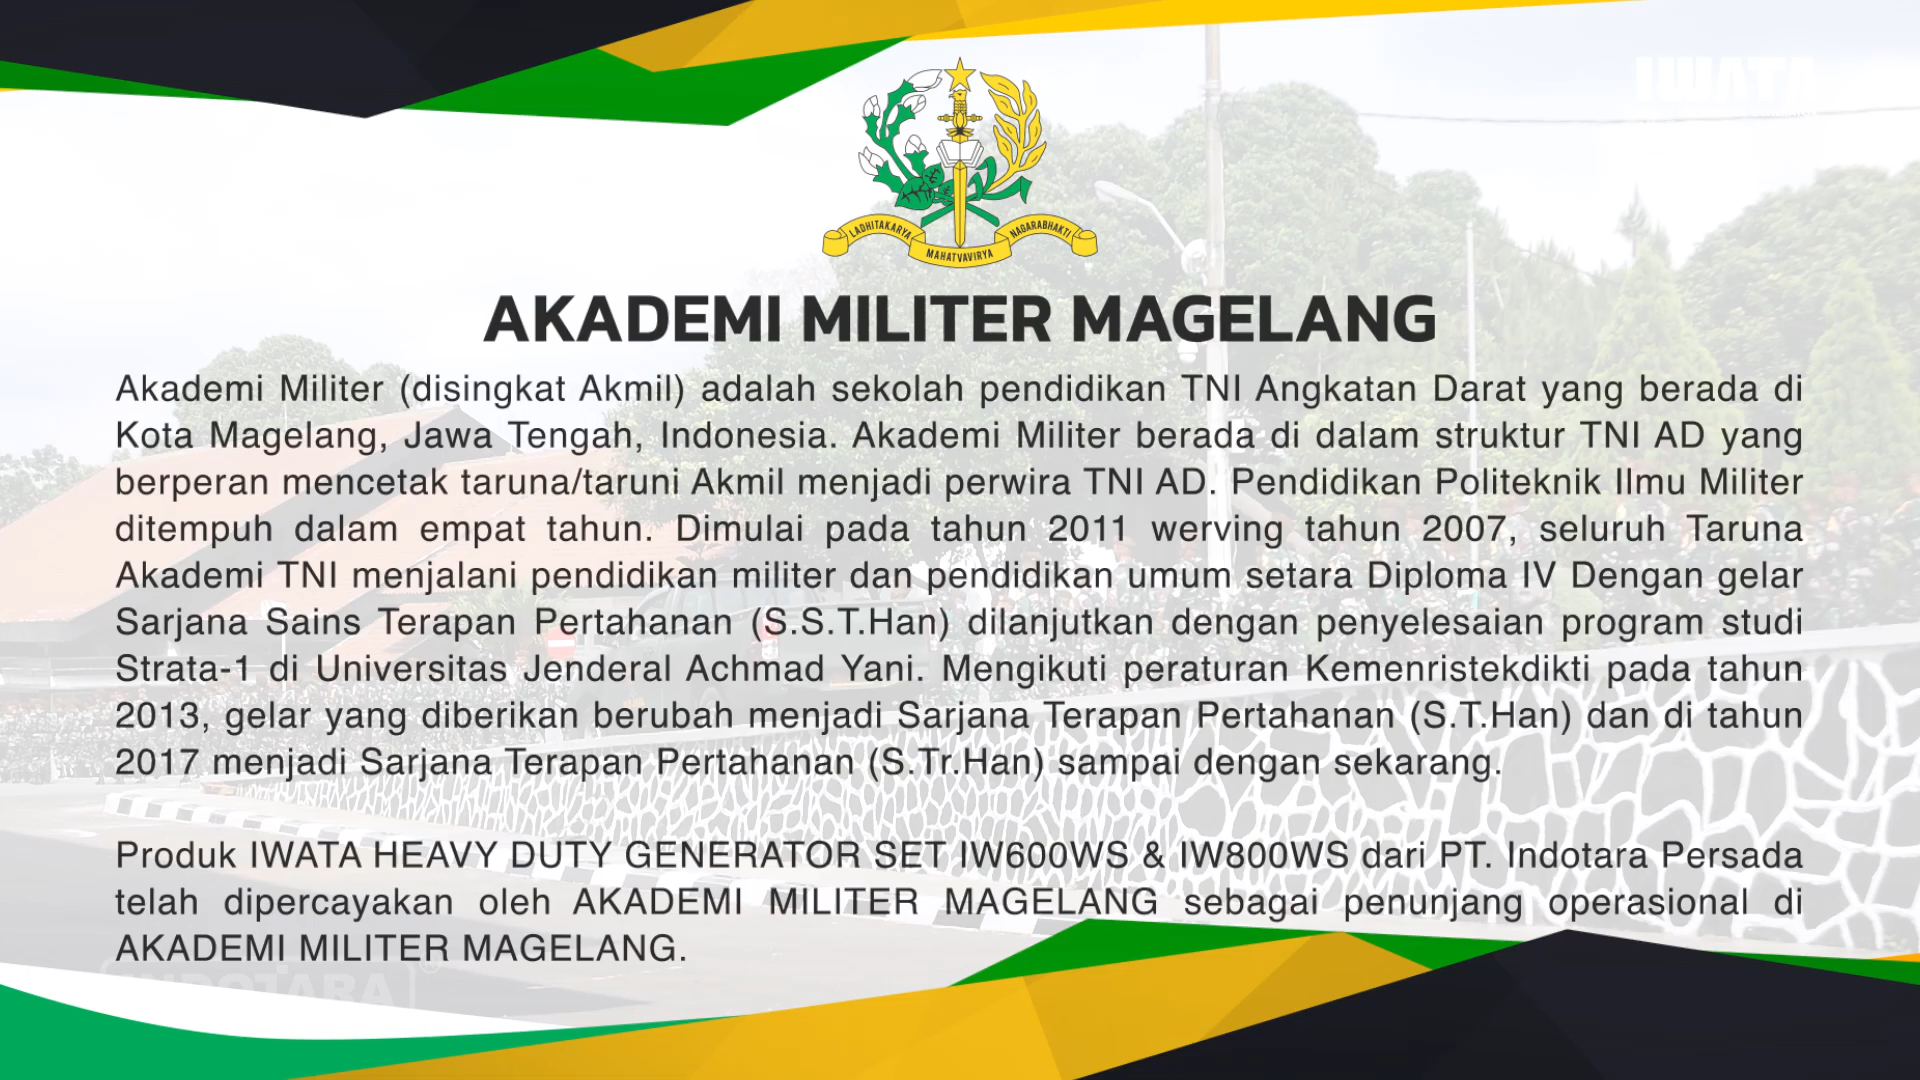 IWATA
LADHITAKARYA
MAHATVAVIRYA
NAGARABHAKTI
AKADEMI MILITER MAGELANG
Akademi Militer (disingkat Akmil) adalah sekolah pendidikan TNI Angkatan Darat yang berada di
Kota Magelang, Jawa Tengah, Indonesia. Akademi Militer berada di dalam struktur TNI AD yang
berperan mencetak taruna/taruni Akmil menjadi perwira TNI AD. Pendidikan Politeknik Ilmu Militer
ditempuh dalam empat tahun. Dimulai pada tahun 2011 werving tahun 2007, seluruh Taruna
Akademi TNI menjalani pendidikan militer dan pendidikan umum setara Diploma IV Dengan gelar
Sarjana Sains Terapan Pertahanan (S.S.T.Han) dilanjutkan dengan penyelesaian program studi
Strata-1 di Universitas Jenderal Achmad Yani. Mengikuti peraturan Kemenristekdikti pada tahun
2013, gelar yang diberikan berubah menjadi Sarjana Terapan Pertahanan (S.T.Han) dan di tahun
2017 menjadi Sarjana Terapan Pertahanan (S.Tr.Han) sampai dengan sekarang.
Produk IWATA HEAVY DUTY GENERATOR SET IW600WS & IW800WS dari PT. Indotara Persada
telah dipercayakan oleh AKADEMI MILITER MAGELANG sebagai penunjang operasional di
AKADEMI MILITER MAGELANG.
INDOTARA